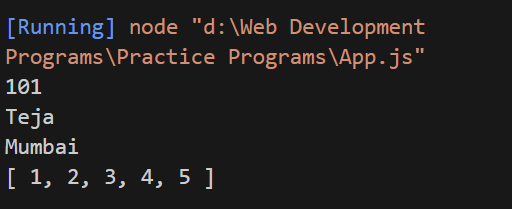 [Running] node "d:\Web Development
Programs\Practice Programs\App.js"
101
Teja
Mumbai
[ 1, 2, 3, 4, 5 ]